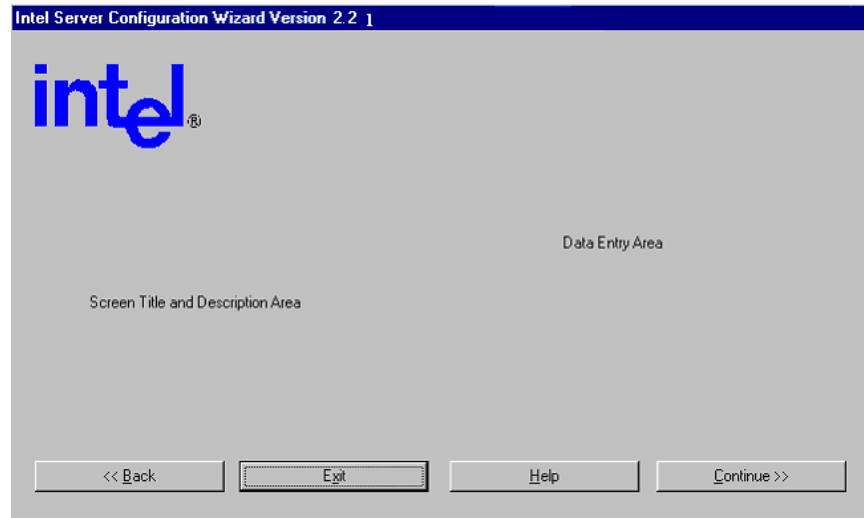 Intel Server Configuration Wizard Version 2.2 1
intel®
Data Entry Area
Screen Title and Description Area
<< Back
Exit
Help
Continue >>